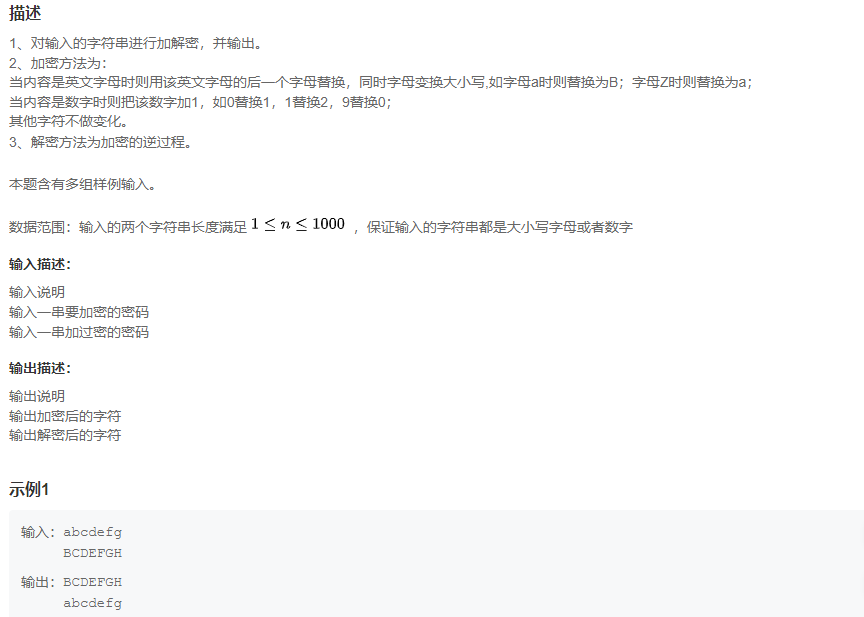 描述
1、对输入的字符串进行加解密，并输出。
2、加密方法为：
当内容是英文字母时则用该英文字母的后一个字母替换，同时字母变换大小写,如字母a时则替换为B；字母Z时则替换为a；
当内容是数字时则把该数字加1，如0替换1，1替换2，9替换0；
其他字符不做变化。
3、解密方法为加密的逆过程。
本题含有多组样例输入。
数据范围：输入的两个字符串长度满足 1 ≤ n ≤ 1000 ，保证输入的字符串都是大小写字母或者数字
输入描述：
输入说明
输入一串要加密的密码
输入一串加过密的密码
输出描述：
输出说明
输出加密后的字符
输出解密后的字符
示例1
输入：abcdefg
BCDEFGH
输出：BCDEFGH
abcdefg